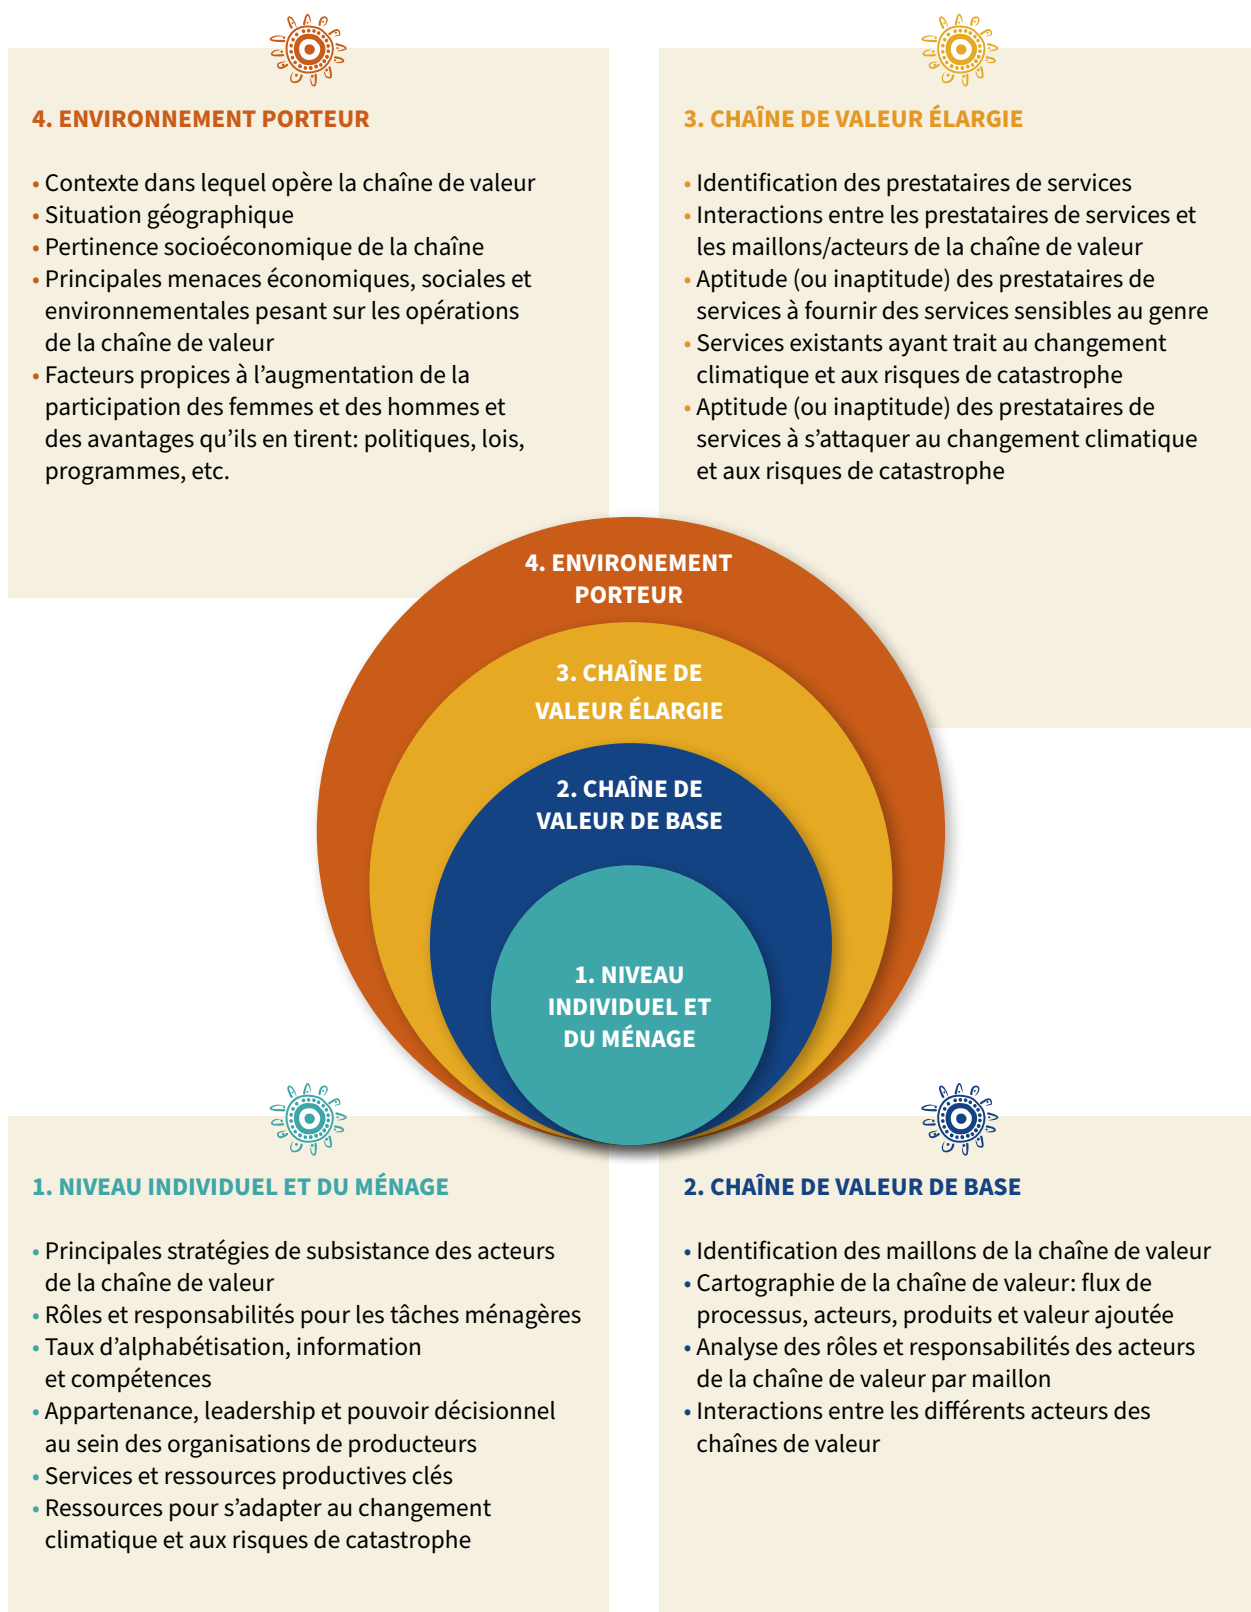 4. ENVIRONNEMENT PORTEUR
• Contexte dans lequel opère la chaîne de valeur
• Situation géographique
• Pertinence socioéconomique de la chaîne
• Principales menaces économiques, sociales et
environnementales pesant sur les opérations
de la chaîne de valeur
• Facteurs propices à l’augmentation de la
participation des femmes et des hommes et
des avantages qu’ils en tirent: politiques, lois,
programmes, etc.
3. CHAÎNE DE VALEUR ÉLARGIE
• Identification des prestataires de services
• Interactions entre les prestataires de services et
les maillons/acteurs de la chaîne de valeur
• Aptitude (ou inaptitude) des prestataires de
services à fournir des services sensibles au genre
• Services existants ayant trait au changement
climatique et aux risques de catastrophe
• Aptitude (ou inaptitude) des prestataires de
services à s’attaquer au changement climatique
et aux risques de catastrophe
4. ENVIRONEMENT
PORTEUR
3. CHAÎNE DE
VALEUR ÉLARGIE
2. CHAÎNE DE
VALEUR DE BASE
1. NIVEAU
INDIVIDUEL ET
DU MÉNAGE
1. NIVEAU INDIVIDUEL ET DU MÉNAGE
• Principales stratégies de subsistance des acteurs
de la chaîne de valeur
• Rôles et responsabilités pour les tâches ménagères
• Taux d’alphabétisation, information
et compétences
• Appartenance, leadership et pouvoir décisionnel
au sein des organisations de producteurs
• Services et ressources productives clés
• Ressources pour s’adapter au changement
climatique et aux risques de catastrophe
2. CHAÎNE DE VALEUR DE BASE
• Identification des maillons de la chaîne de valeur
• Cartographie de la chaîne de valeur: flux de
processus, acteurs, produits et valeur ajoutée
• Analyse des rôles et responsabilités des acteurs
de la chaîne de valeur par maillon
• Interactions entre les différents acteurs des
chaînes de valeur